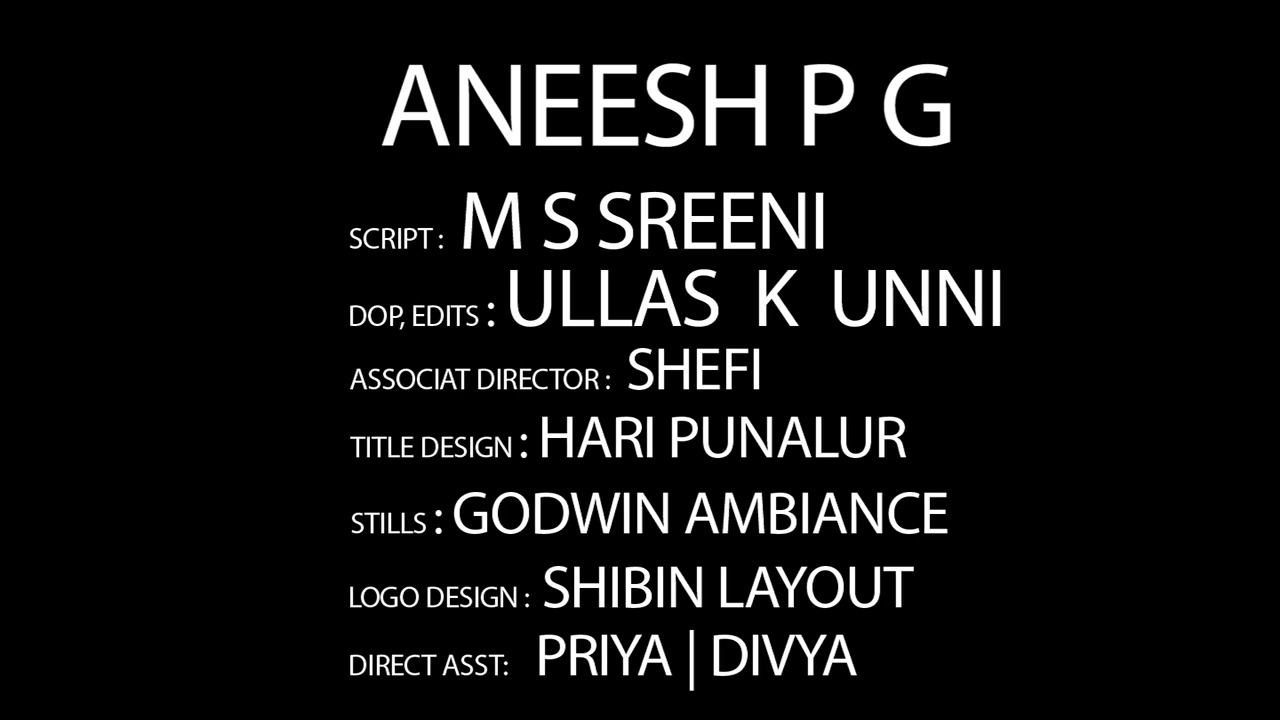 ANEESH P G
SCRIPT : M S SREENI
DOP, EDITS : ULLAS K UNNI
ASSOCIAT DIRECTOR : SHEFI
TITLE DESIGN : HARI PUNALUR
STILLS : GODWIN AMBIANCE
LOGO DESIGN : SHIBIN LAYOUT
DIRECT ASST: PRIYA | DIVYA